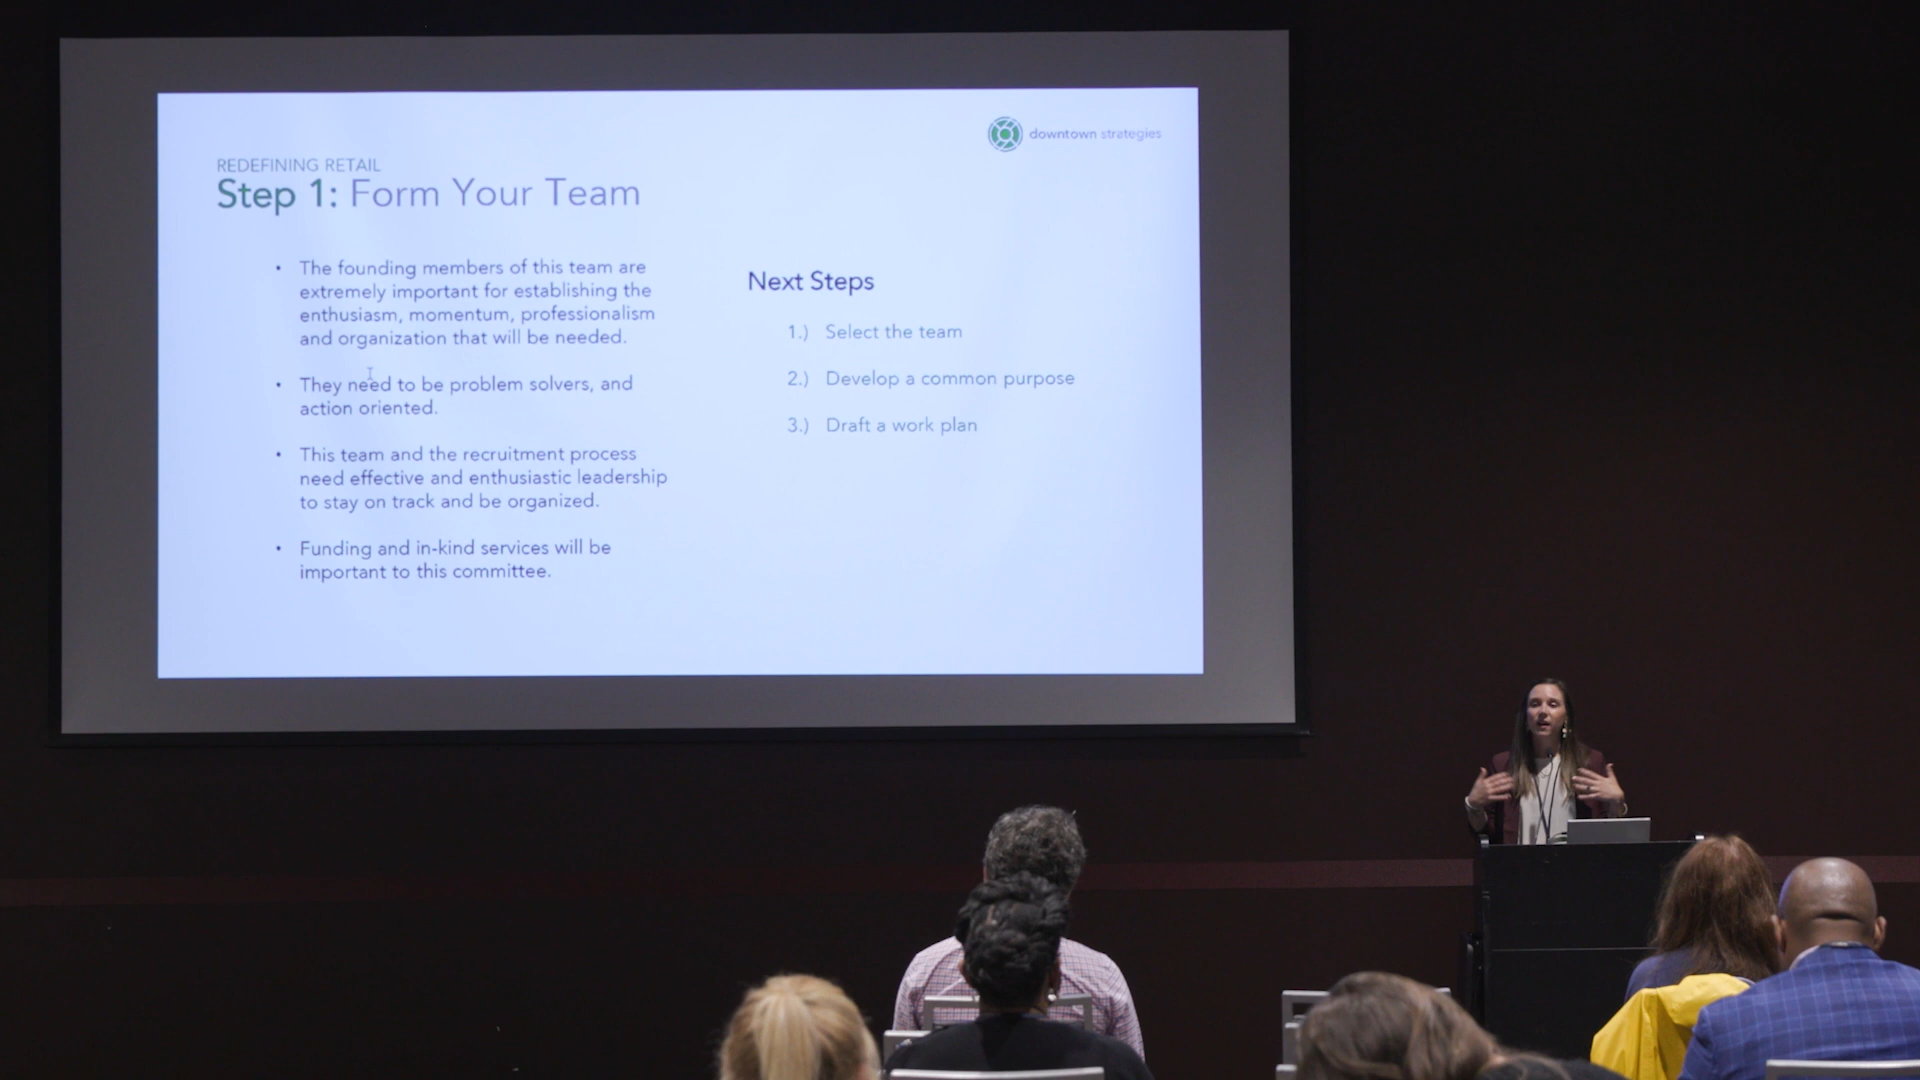 downtown strategies
REDEFINING RETAIL
Step 1: Form Your Team
• The founding members of this team are
extremely important for establishing the
enthusiasm, momentum, professionalism
and organization that will be needed.
• They need to be problem solvers, and
action oriented.
• This team and the recruitment process
need effective and enthusiastic leadership
to stay on track and be organized.
• Funding and in-kind services will be
important to this committee.
Next Steps
1.) Select the team
2.) Develop a common purpose
3.) Draft a work plan